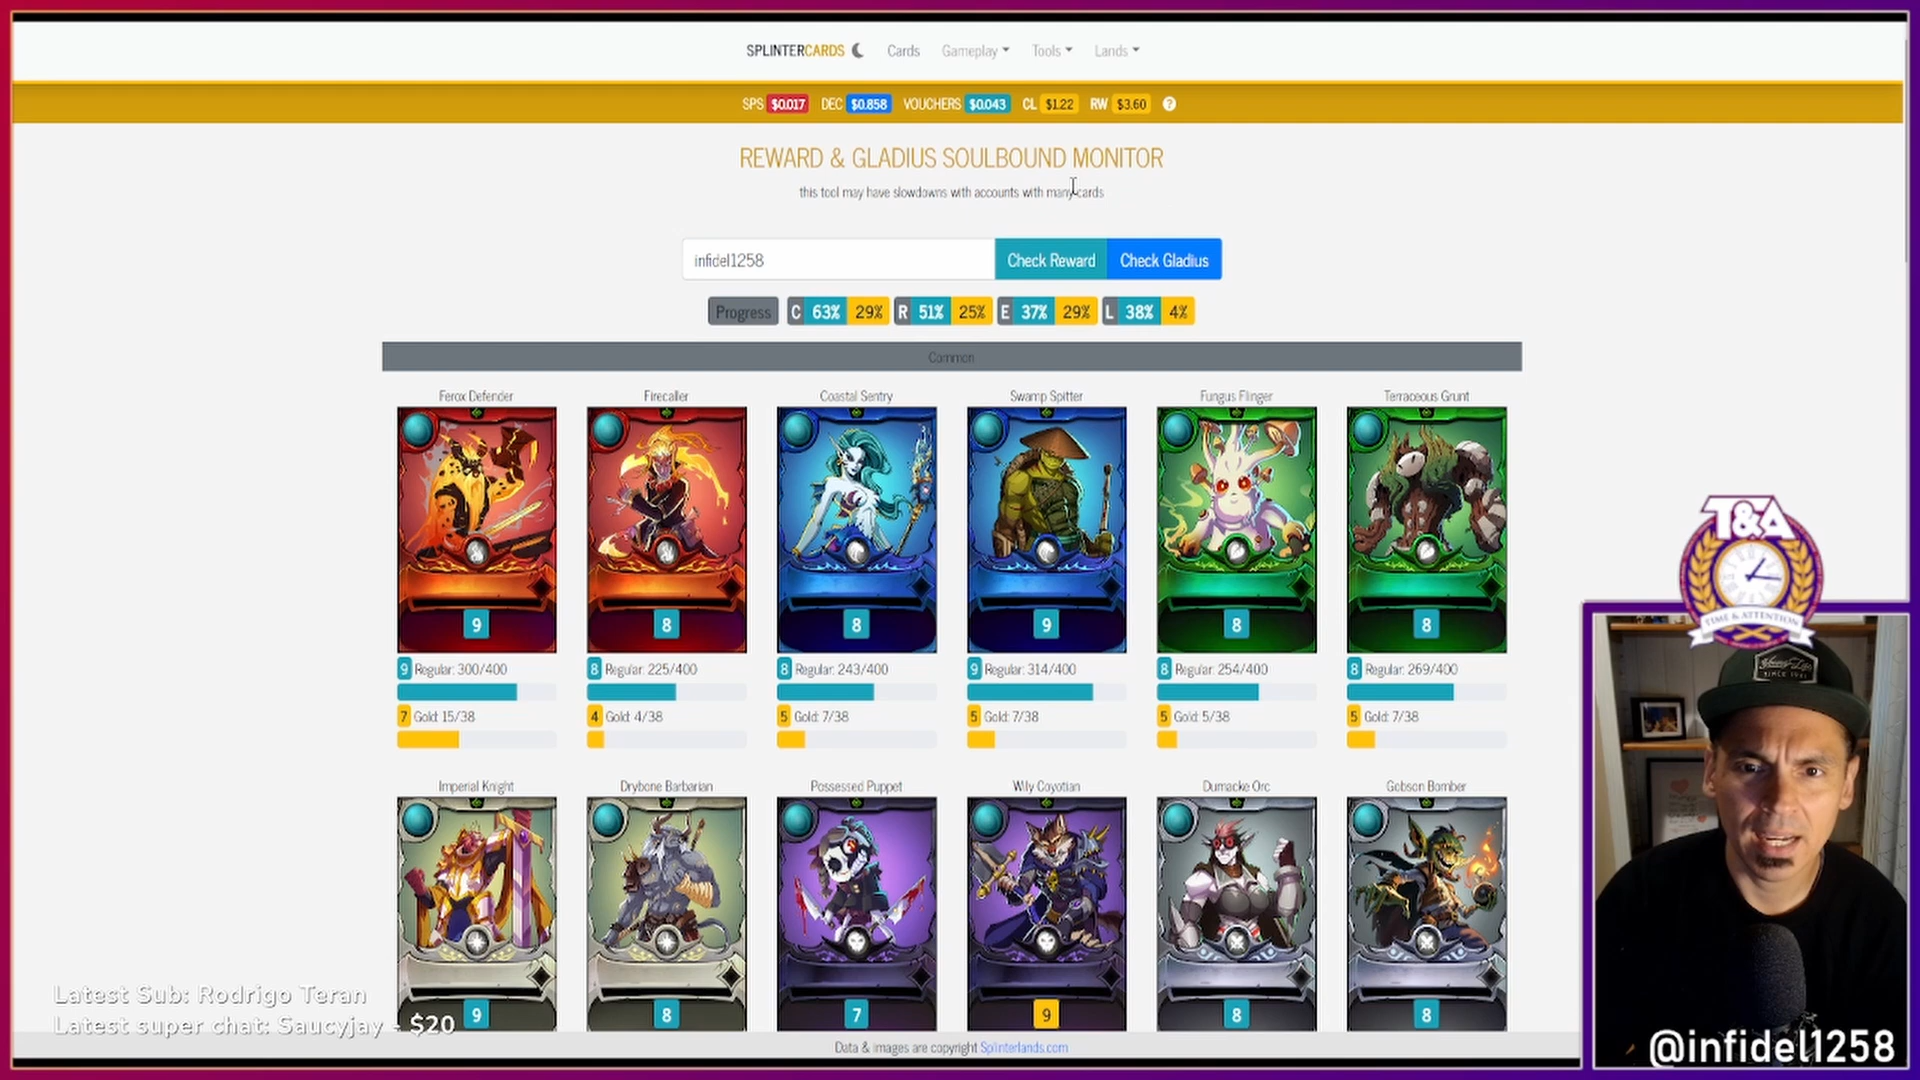 SPLINTERCARDS Cards Gameplay Tools Lands
SPS $0.017 DEC $0.858 VOUCHERS $0.043 CL $1.22 RW $3.60 ?
REWARD & GLADIUS SOULBOUND MONITOR
this tool may have slowdowns with accounts with many cards
infidel1258 Check Reward Check Gladius
Progress C 63% 29% R 51% 25% E 37% 29% L 38% 4%
Common
Ferox Defender Firecaller Coastal Sentry Swamp Spitter Fungus Flinger Terraceous Grunt
9 8 8 9 8 8
9 Regular: 300/400 8 Regular: 225/400 8 Regular: 243/400 9 Regular: 314/400 8 Regular: 254/400 8 Regular: 269/400
7 Gold: 15/38 4 Gold: 4/38 5 Gold: 7/38 5 Gold: 7/38 5 Gold: 5/38 5 Gold: 7/38
Imperial Knight Drybone Barbarian Possessed Puppet Wily Coyotian Dumacke Orc Gobson Bomber
9 8 7 9 8 8
Data & images are copyright Splinterlands.com
T&A
TIME & ATTENTION
Latest Sub: Rodrigo Teran
Latest super chat: Saucyjay - $20
@infidel1258